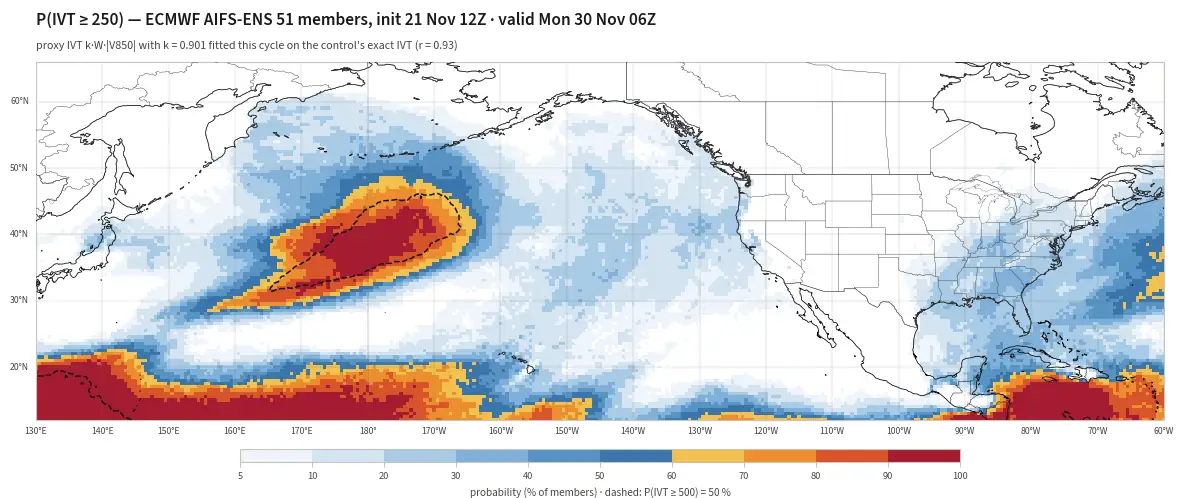 P(IVT ≥ 250) — ECMWF AIFS-ENS 51 members, init 21 Nov 12Z · valid Mon 30 Nov 06Z
proxy IVT k·W·|V850| with k = 0.901 fitted this cycle on the control's exact IVT (r = 0.93)
60°N
50°N
40°N
30°N
20°N
130°E 140°E 150°E 160°E 170°E 180° 170°W 160°W 150°W 140°W 130°W 120°W 110°W 100°W 90°W 80°W 70°W 60°W
5 10 20 30 40 50 60 70 80 90 100
probability (% of members) · dashed: P(IVT ≥ 500) = 50 %